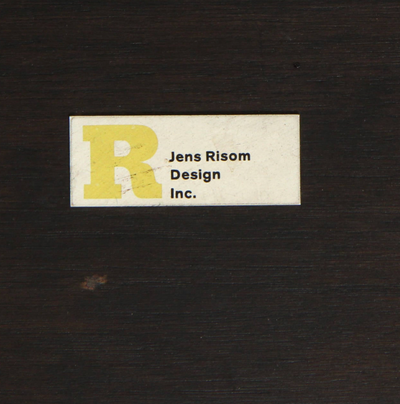 R
Jens Risom
Design
Inc.